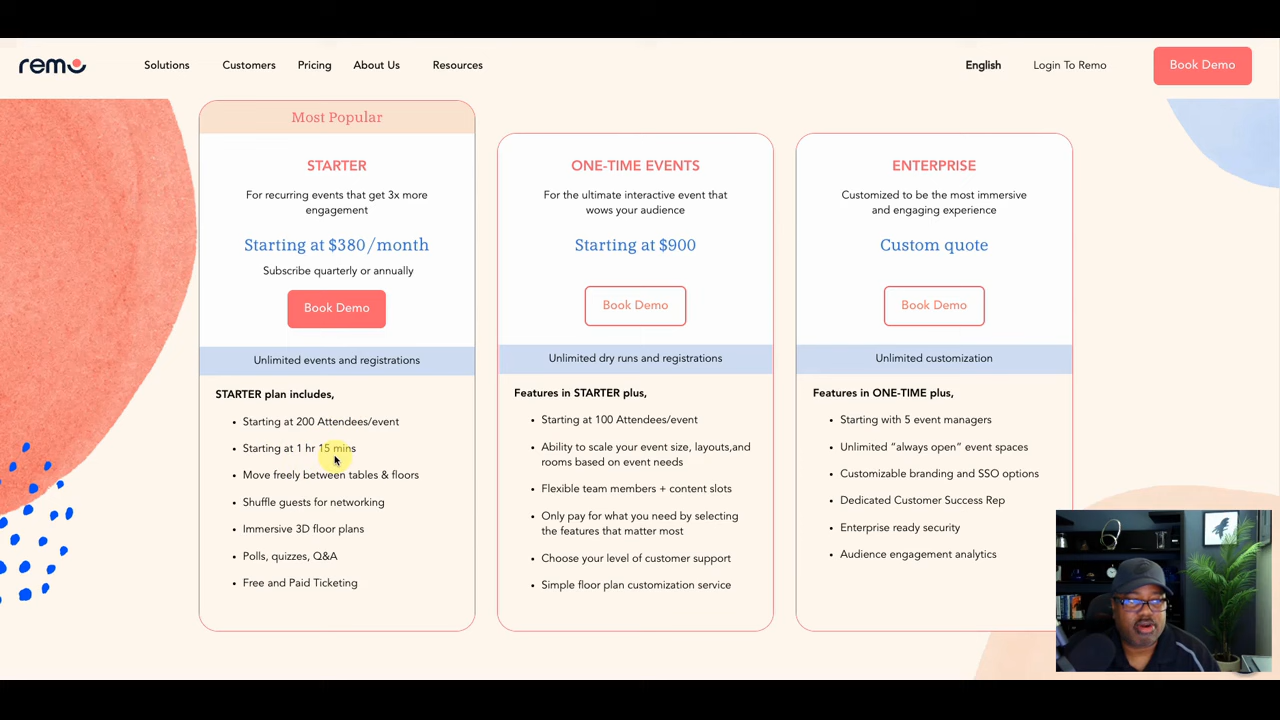 remo
Solutions
Customers
Pricing
About Us
Resources
English
Login To Remo
Book Demo
Most Popular
STARTER
For recurring events that get 3x more
engagement
Starting at $380/month
Subscribe quarterly or annually
Book Demo
Unlimited events and registrations
STARTER plan includes,
• Starting at 200 Attendees/event
• Starting at 1 hr 15 mins
• Move freely between tables & floors
• Shuffle guests for networking
• Immersive 3D floor plans
• Polls, quizzes, Q&A
• Free and Paid Ticketing
ONE-TIME EVENTS
For the ultimate interactive event that
wows your audience
Starting at $900
Book Demo
Unlimited dry runs and registrations
Features in STARTER plus,
• Starting at 100 Attendees/event
• Ability to scale your event size, layouts,and
rooms based on event needs
• Flexible team members + content slots
• Only pay for what you need by selecting
the features that matter most
• Choose your level of customer support
• Simple floor plan customization service
ENTERPRISE
Customized to be the most immersive
and engaging experience
Custom quote
Book Demo
Unlimited customization
Features in ONE-TIME plus,
• Starting with 5 event managers
• Unlimited “always open” event spaces
• Customizable branding and SSO options
• Dedicated Customer Success Rep
• Enterprise ready security
• Audience engagement analytics